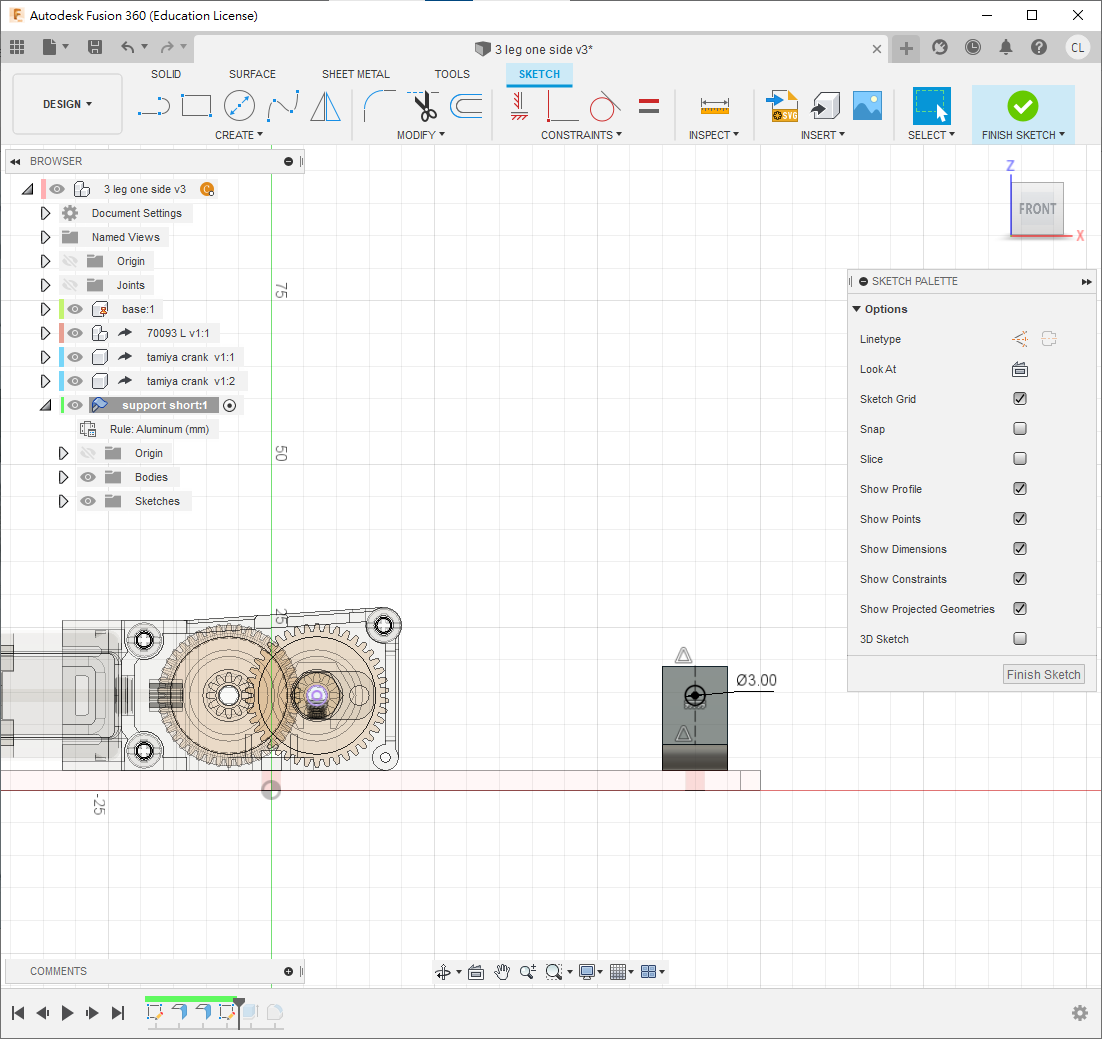 Autodesk Fusion 360 (Education License)
3 leg one side v3*
CL
SOLID
SURFACE
SHEET METAL
TOOLS
SKETCH
DESIGN
SVG
CREATE
MODIFY
CONSTRAINTS
INSPECT
INSERT
SELECT
FINISH SKETCH
BROWSER
3 leg one side v3
Document Settings
Named Views
Origin
Joints
base:1
70093 L v1:1
tamiya crank v1:1
tamiya crank v1:2
support short:1
Rule: Aluminum (mm)
Origin
Bodies
Sketches
75
50
25
-25
Ø3.00
Z
FRONT
X
SKETCH PALETTE
Options
Linetype
Look At
Sketch Grid
Snap
Slice
Show Profile
Show Points
Show Dimensions
Show Constraints
Show Projected Geometries
3D Sketch
Finish Sketch
COMMENTS